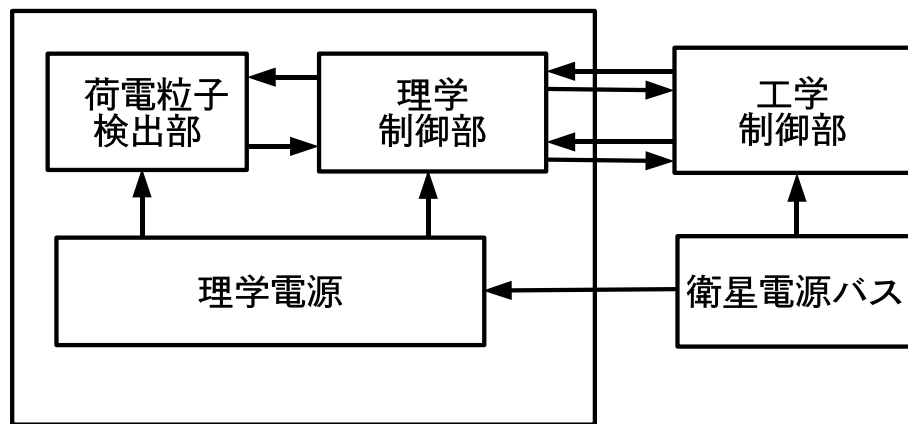 荷電粒子
検出部
理学
制御部
工学
制御部
理学電源
衛星電源バス